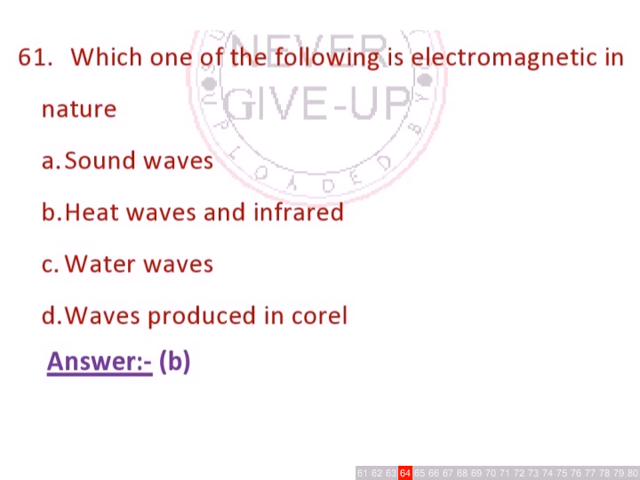 NEVER
61. Which one of the following is electromagnetic in
GIVE-UP
nature
UPLOADED BY
a.Sound waves
b.Heat waves and infrared
c. Water waves
d.Waves produced in corel
Answer:- (b)
61 62 63 64 65 66 67 68 69 70 71 72 73 74 75 76 77 78 79 80